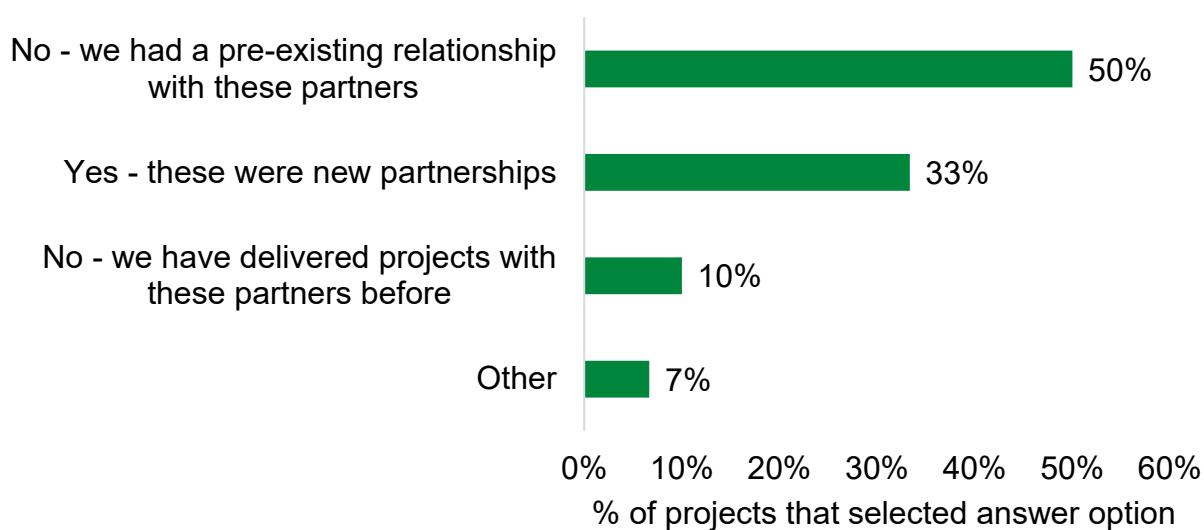 No - we had a pre-existing relationship
with these partners
50%
Yes - these were new partnerships
33%
No - we have delivered projects with
these partners before
10%
Other
7%
0% 10% 20% 30% 40% 50% 60%
% of projects that selected answer option